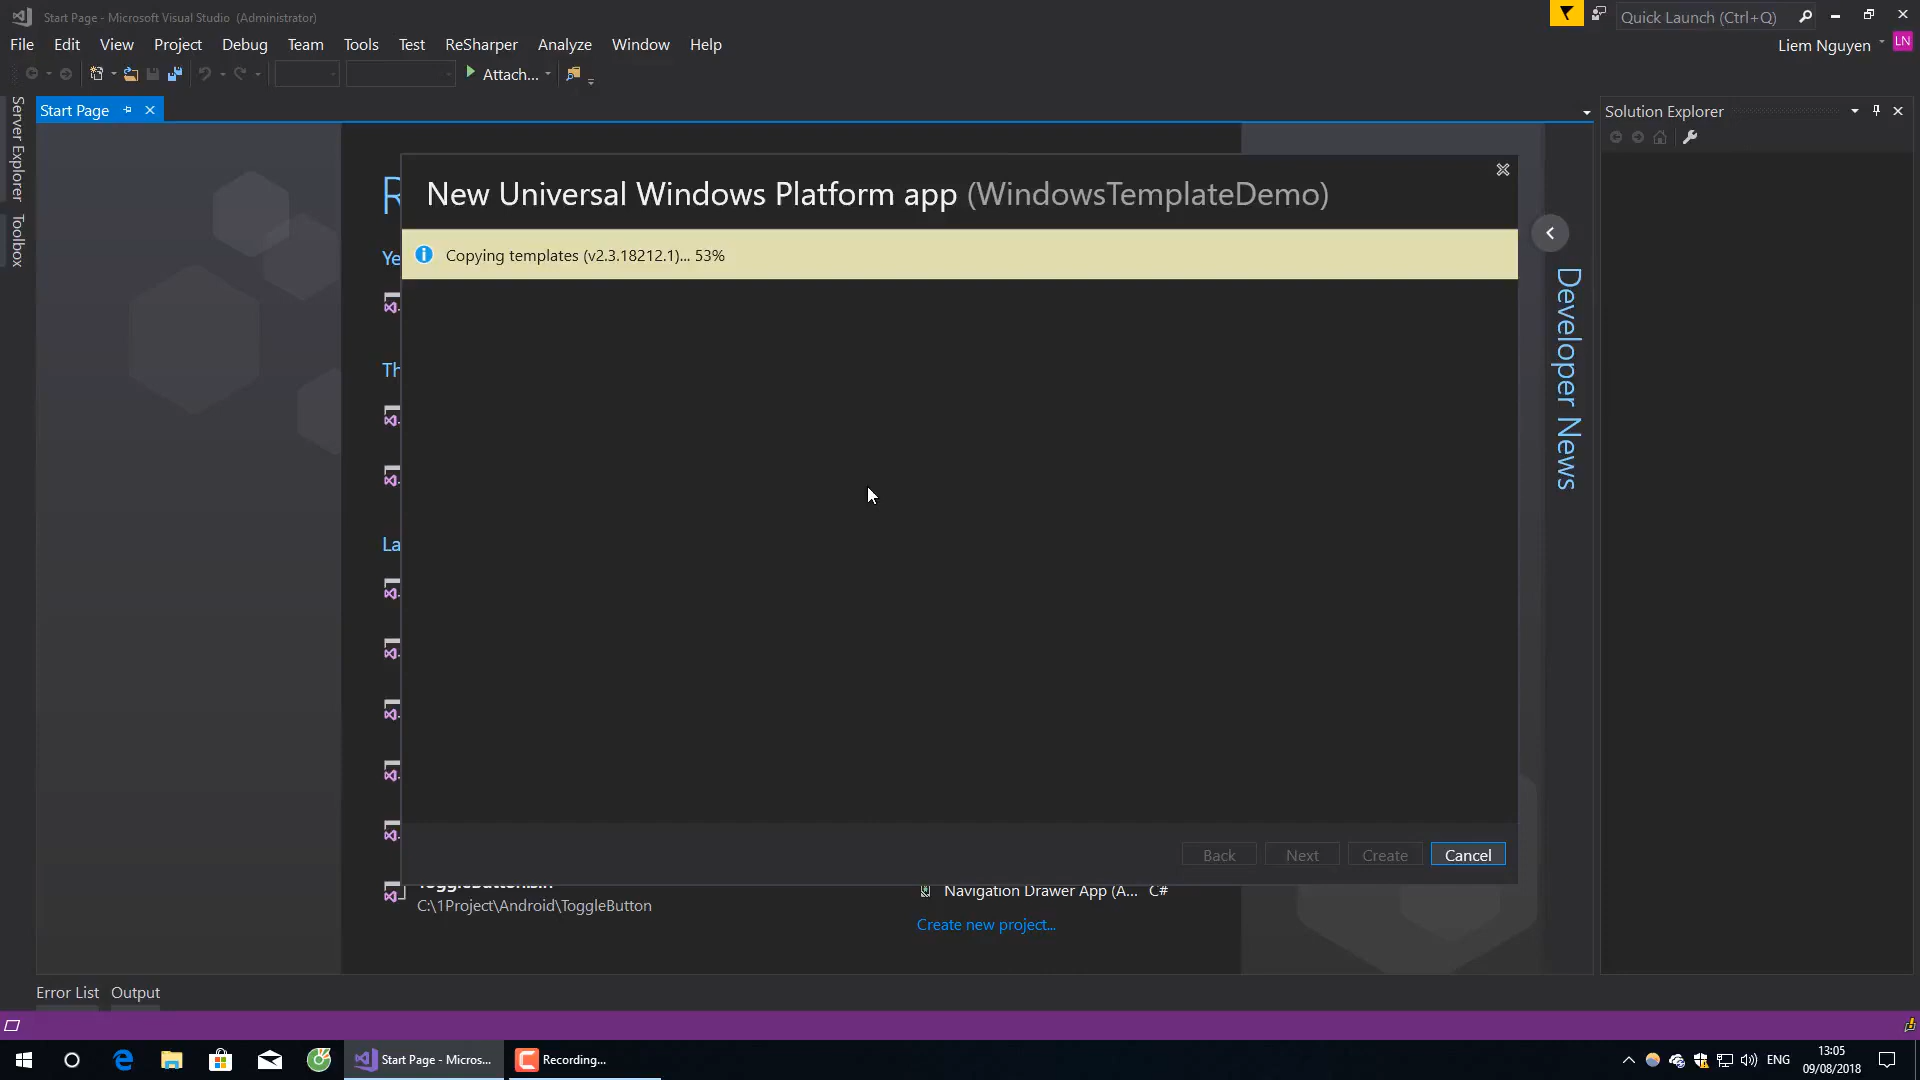 Start Page - Microsoft Visual Studio (Administrator)
Quick Launch (Ctrl+Q)
File Edit View Project Debug Team Tools Test ReSharper Analyze Window Help
Liem Nguyen
LN
Attach...
Server Explorer
Toolbox
Start Page
Solution Explorer
New Universal Windows Platform app (WindowsTemplateDemo)
Copying templates (v2.3.18212.1)... 53%
Ye
Th
La
Developer News
Back Next Create Cancel
C:\1Project\Android\ToggleButton
Navigation Drawer App (A... C#
Create new project...
Error List Output
Start Page - Micros...
Recording...
ENG
13:05
09/08/2018